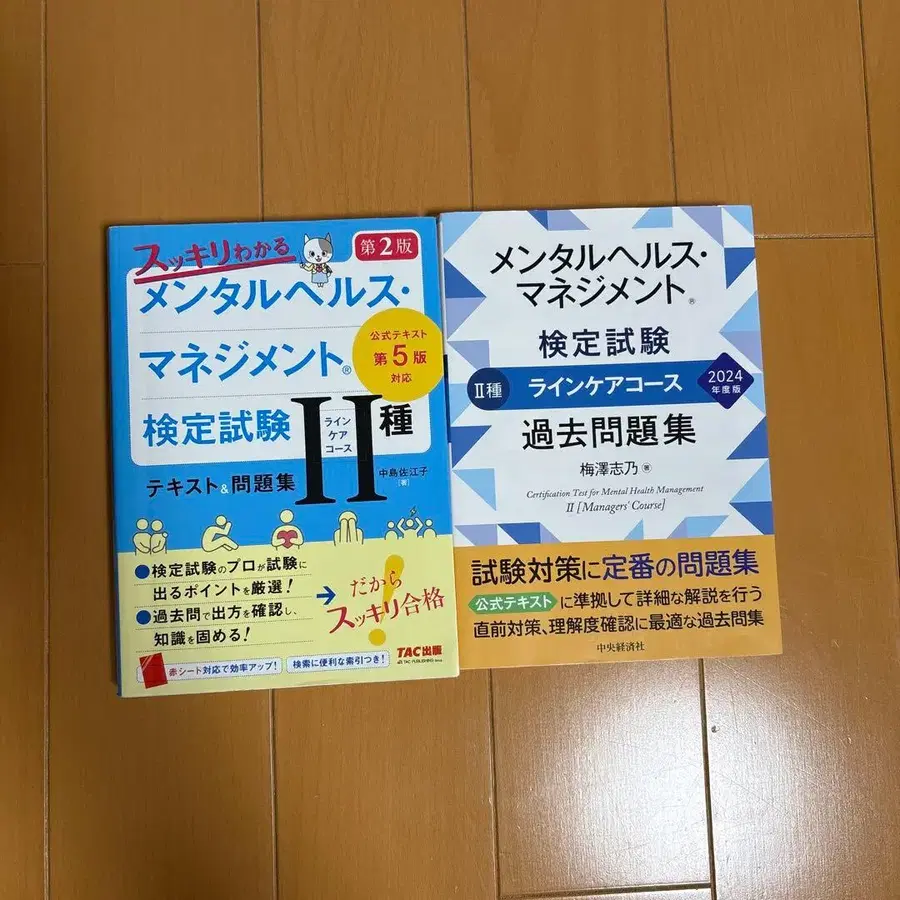 スッキリわかる
第2版
メンタルヘルス・
マネジメント®
検定試験
II種
ライン
ケア
コース
公式テキスト
第5版
対応
テキスト&問題集
中島佐江子
[著]
●検定試験のプロが試験に
出るポイントを厳選!
●過去問で出方を確認し、
知識を固める!
→
だから
スッキリ合格!
赤シート対応で効率アップ!
検索に便利な索引つき!
TAC出版
TAC PUBLISHING Group
メンタルヘルス・
マネジメント®
検定試験
II種 ラインケアコース
2024
年度版
過去問題集
梅澤志乃 著
Certification Test for Mental Health Management
II [Managers' Course]
試験対策に定番の問題集
公式テキストに準拠して詳細な解説を行う
直前対策、理解度確認に最適な過去問集
中央経済社